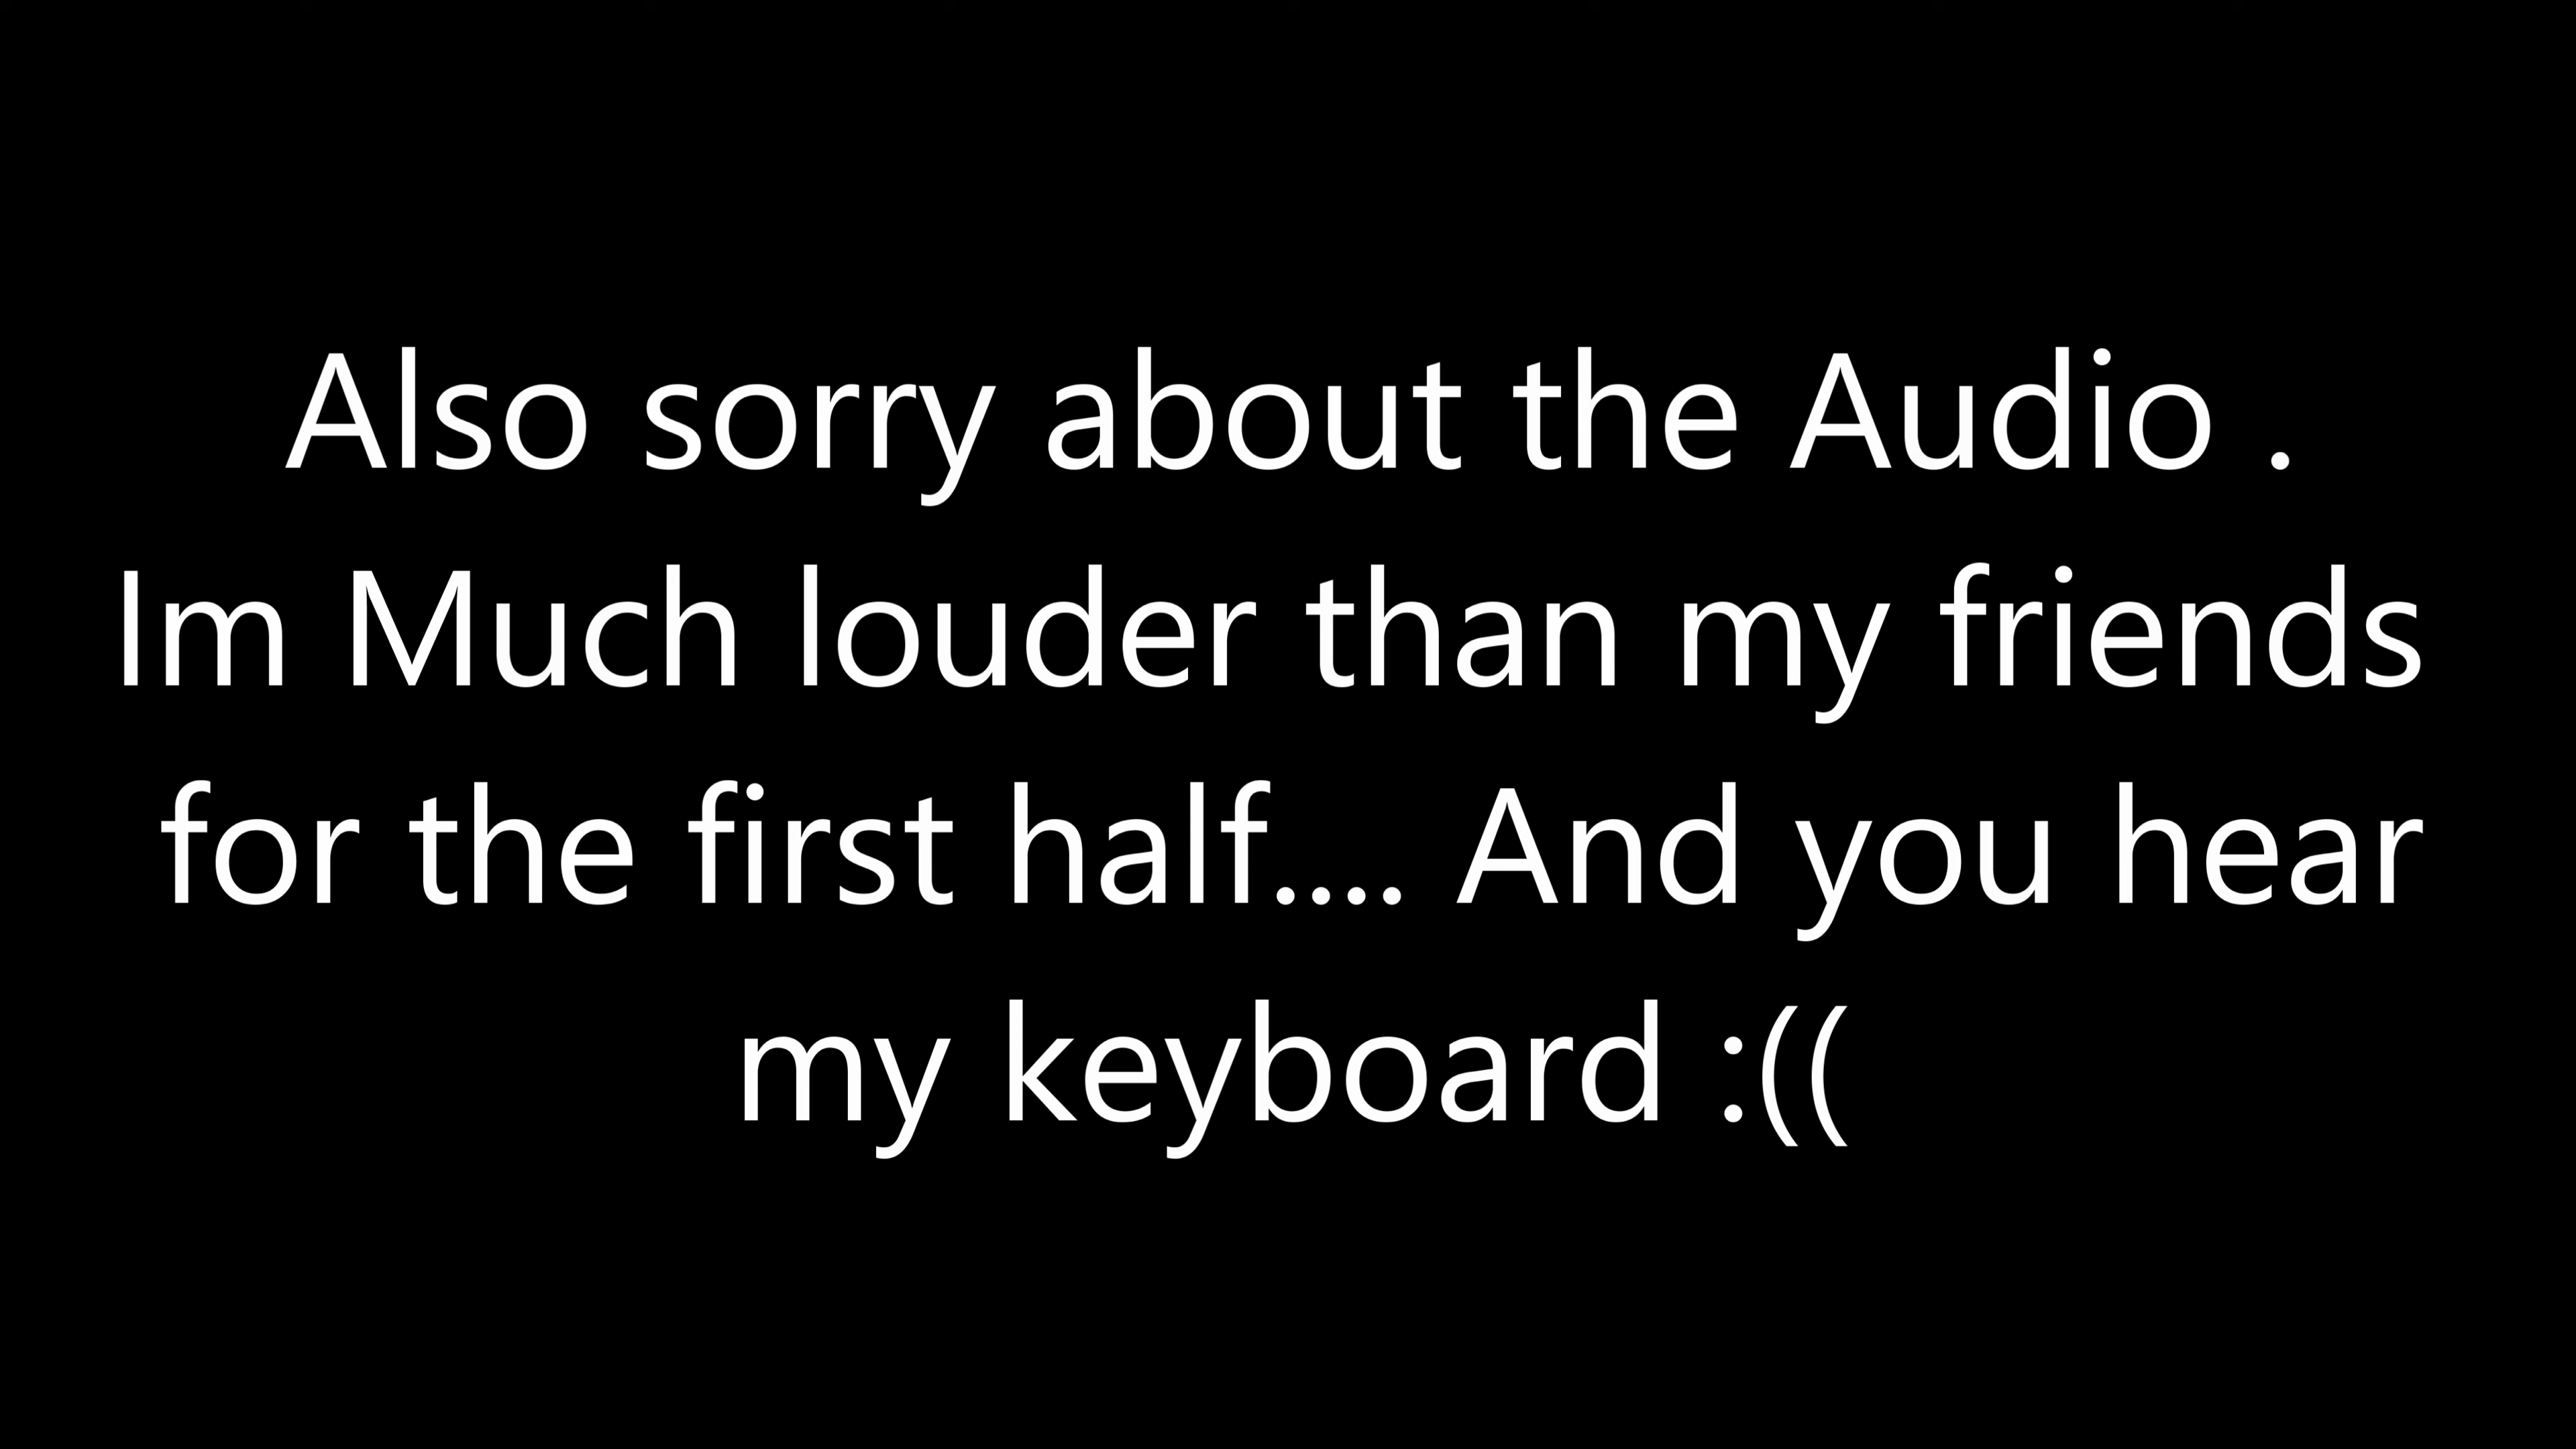 Also sorry about the Audio .
Im Much louder than my friends
for the first half.... And you hear
my keyboard :((